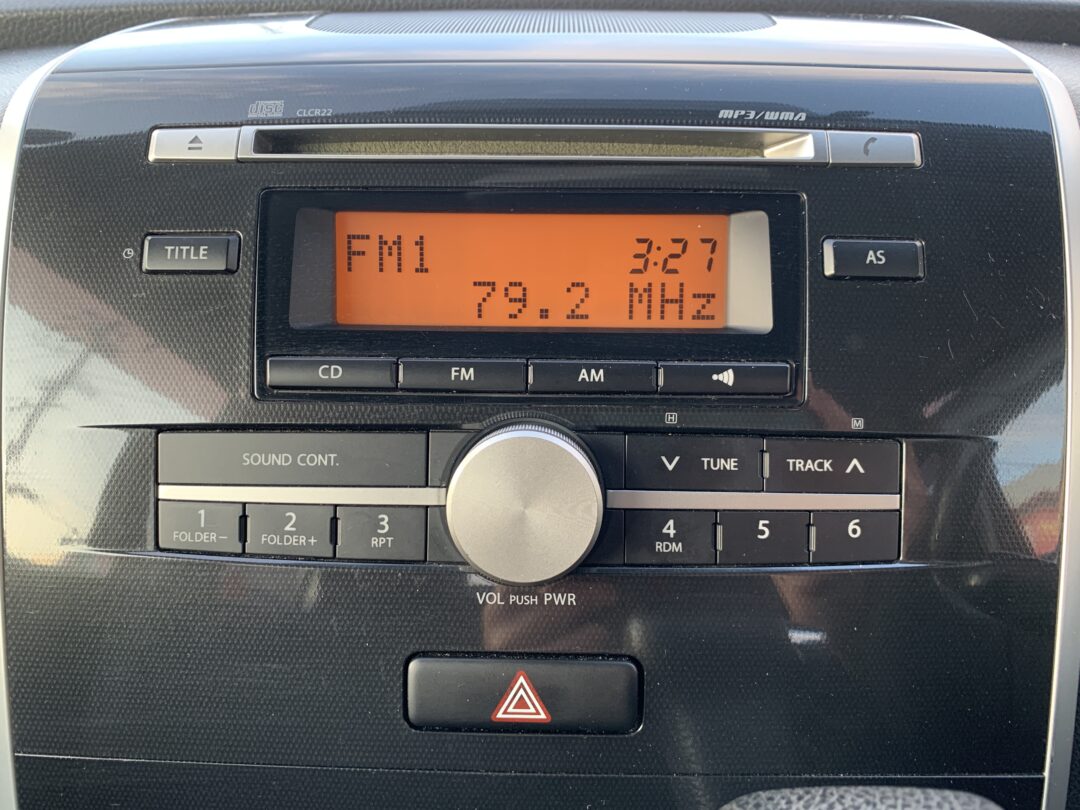 disc CLCR22 MP3/WMA
TITLE
FM1 3:27
79.2 MHz
AS
CD FM AM
H M
SOUND CONT. TUNE TRACK
1 2 3 4 5 6
FOLDER− FOLDER+ RPT RDM
VOL PUSH PWR